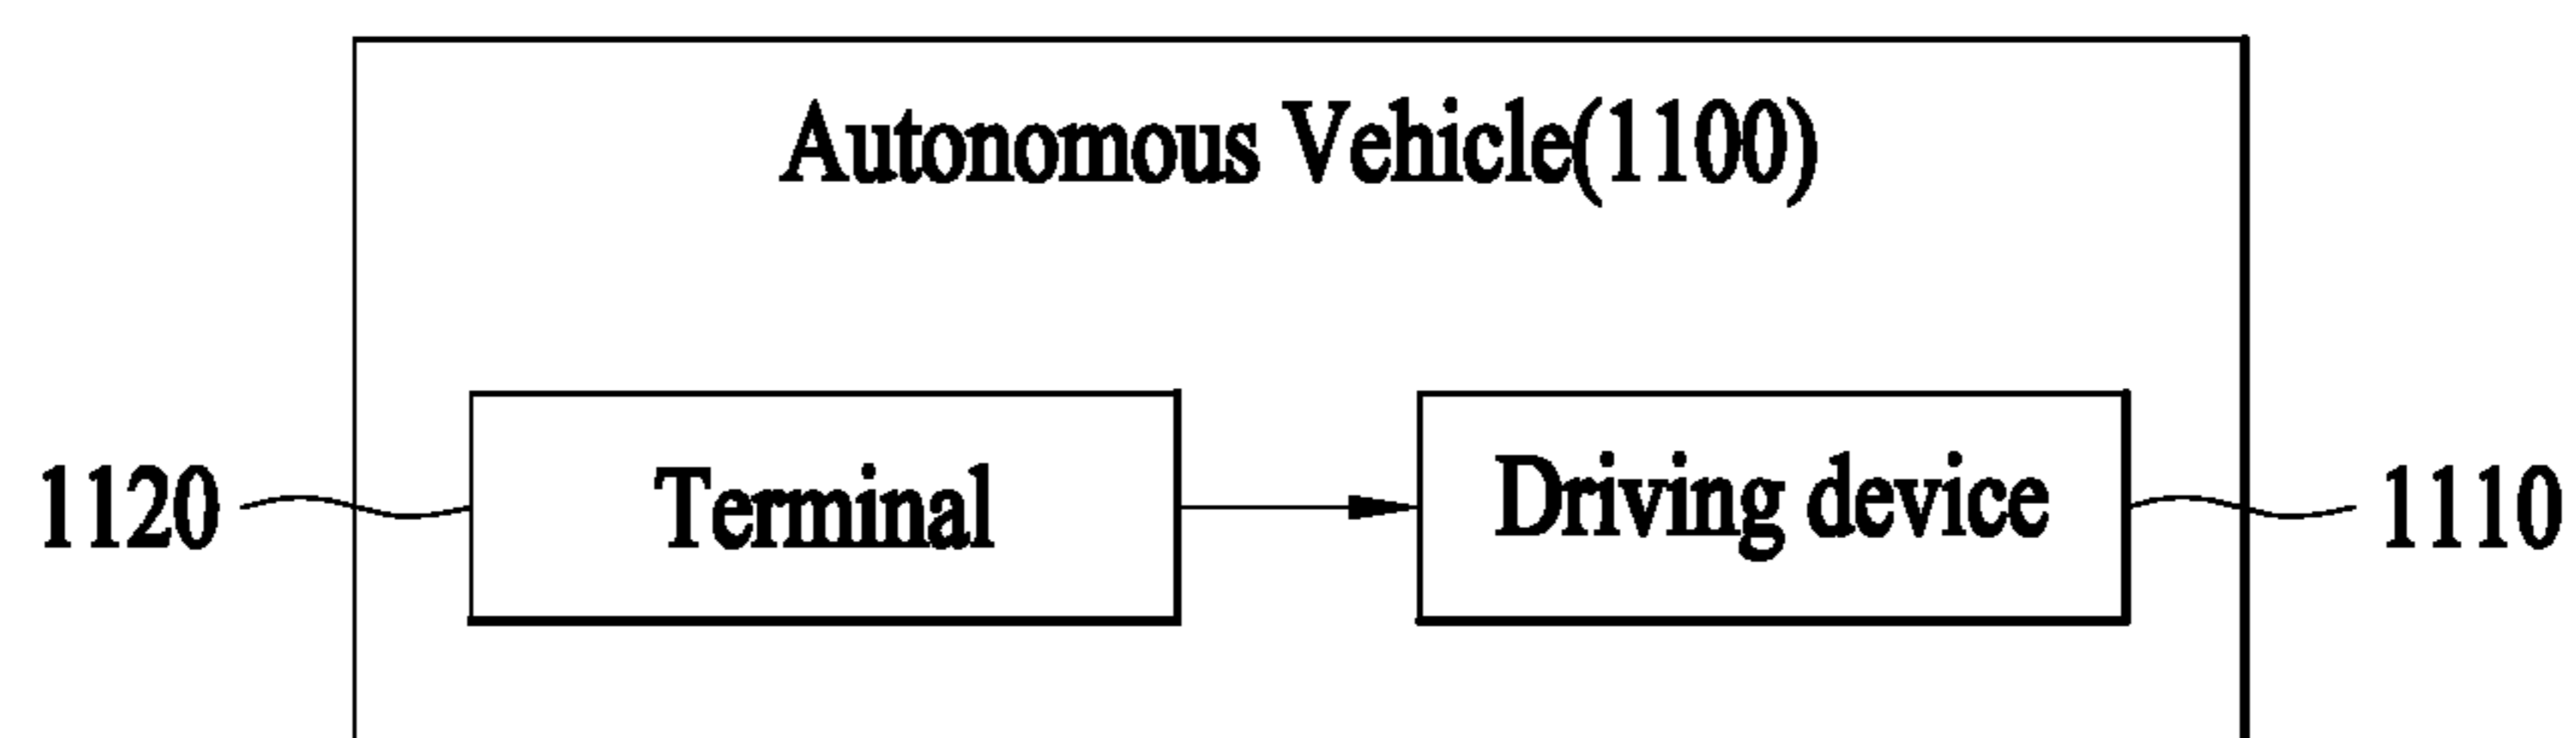 Autonomous Vehicle(1100)
1120
Terminal
Driving device
1110